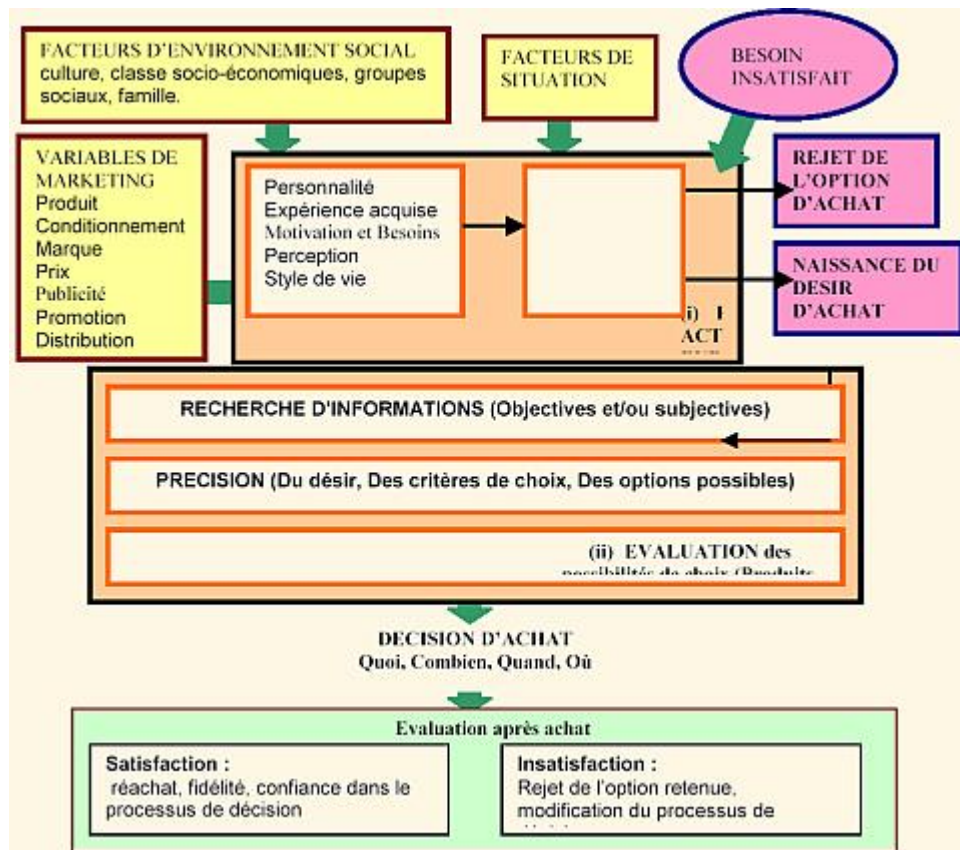 FACTEURS D'ENVIRONNEMENT SOCIAL
culture, classe socio-économiques, groupes
sociaux, famille.
FACTEURS DE
SITUATION
BESOIN
INSATISFAIT
VARIABLES DE
MARKETING
Produit
Conditionnement
Marque
Prix
Publicité
Promotion
Distribution
Personnalité
Expérience acquise
Motivation et Besoins
Perception
Style de vie
REJET DE
L'OPTION
D'ACHAT
NAISSANCE DU
DESIR
D'ACHAT
(i)
ACT
RECHERCHE D'INFORMATIONS (Objectives et/ou subjectives)
PRECISION (Du désir, Des critères de choix, Des options possibles)
(ii) EVALUATION des
possibilités de choix (Produits
DECISION D'ACHAT
Quoi, Combien, Quand, Où
Evaluation après achat
Satisfaction :
réachat, fidélité, confiance dans le
processus de décision
Insatisfaction :
Rejet de l'option retenue,
modification du processus de